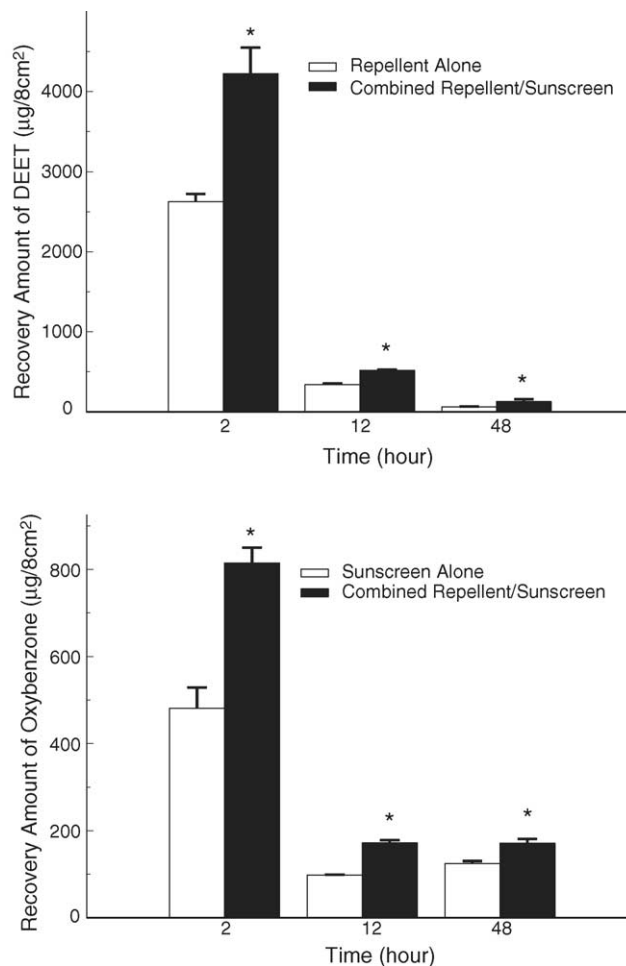 Recovery Amount of DEET (µg/8cm²)
4000
3000
2000
1000
0
*
*
*
Repellent Alone
Combined Repellent/Sunscreen
2
12
48
Time (hour)
Recovery Amount of Oxybenzone (µg/8cm²)
800
600
400
200
0
*
*
*
Sunscreen Alone
Combined Repellent/Sunscreen
2
12
48
Time (hour)